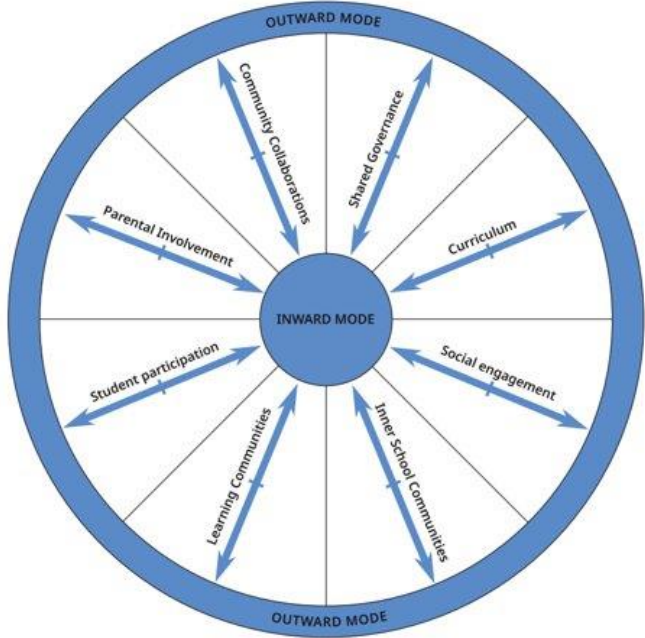 OUTWARD MODE
Community Collaborations
Shared Governance
Parental Involvement
Curriculum
INWARD MODE
Student participation
Social engagement
Learning Communities
Inner School Communities
OUTWARD MODE